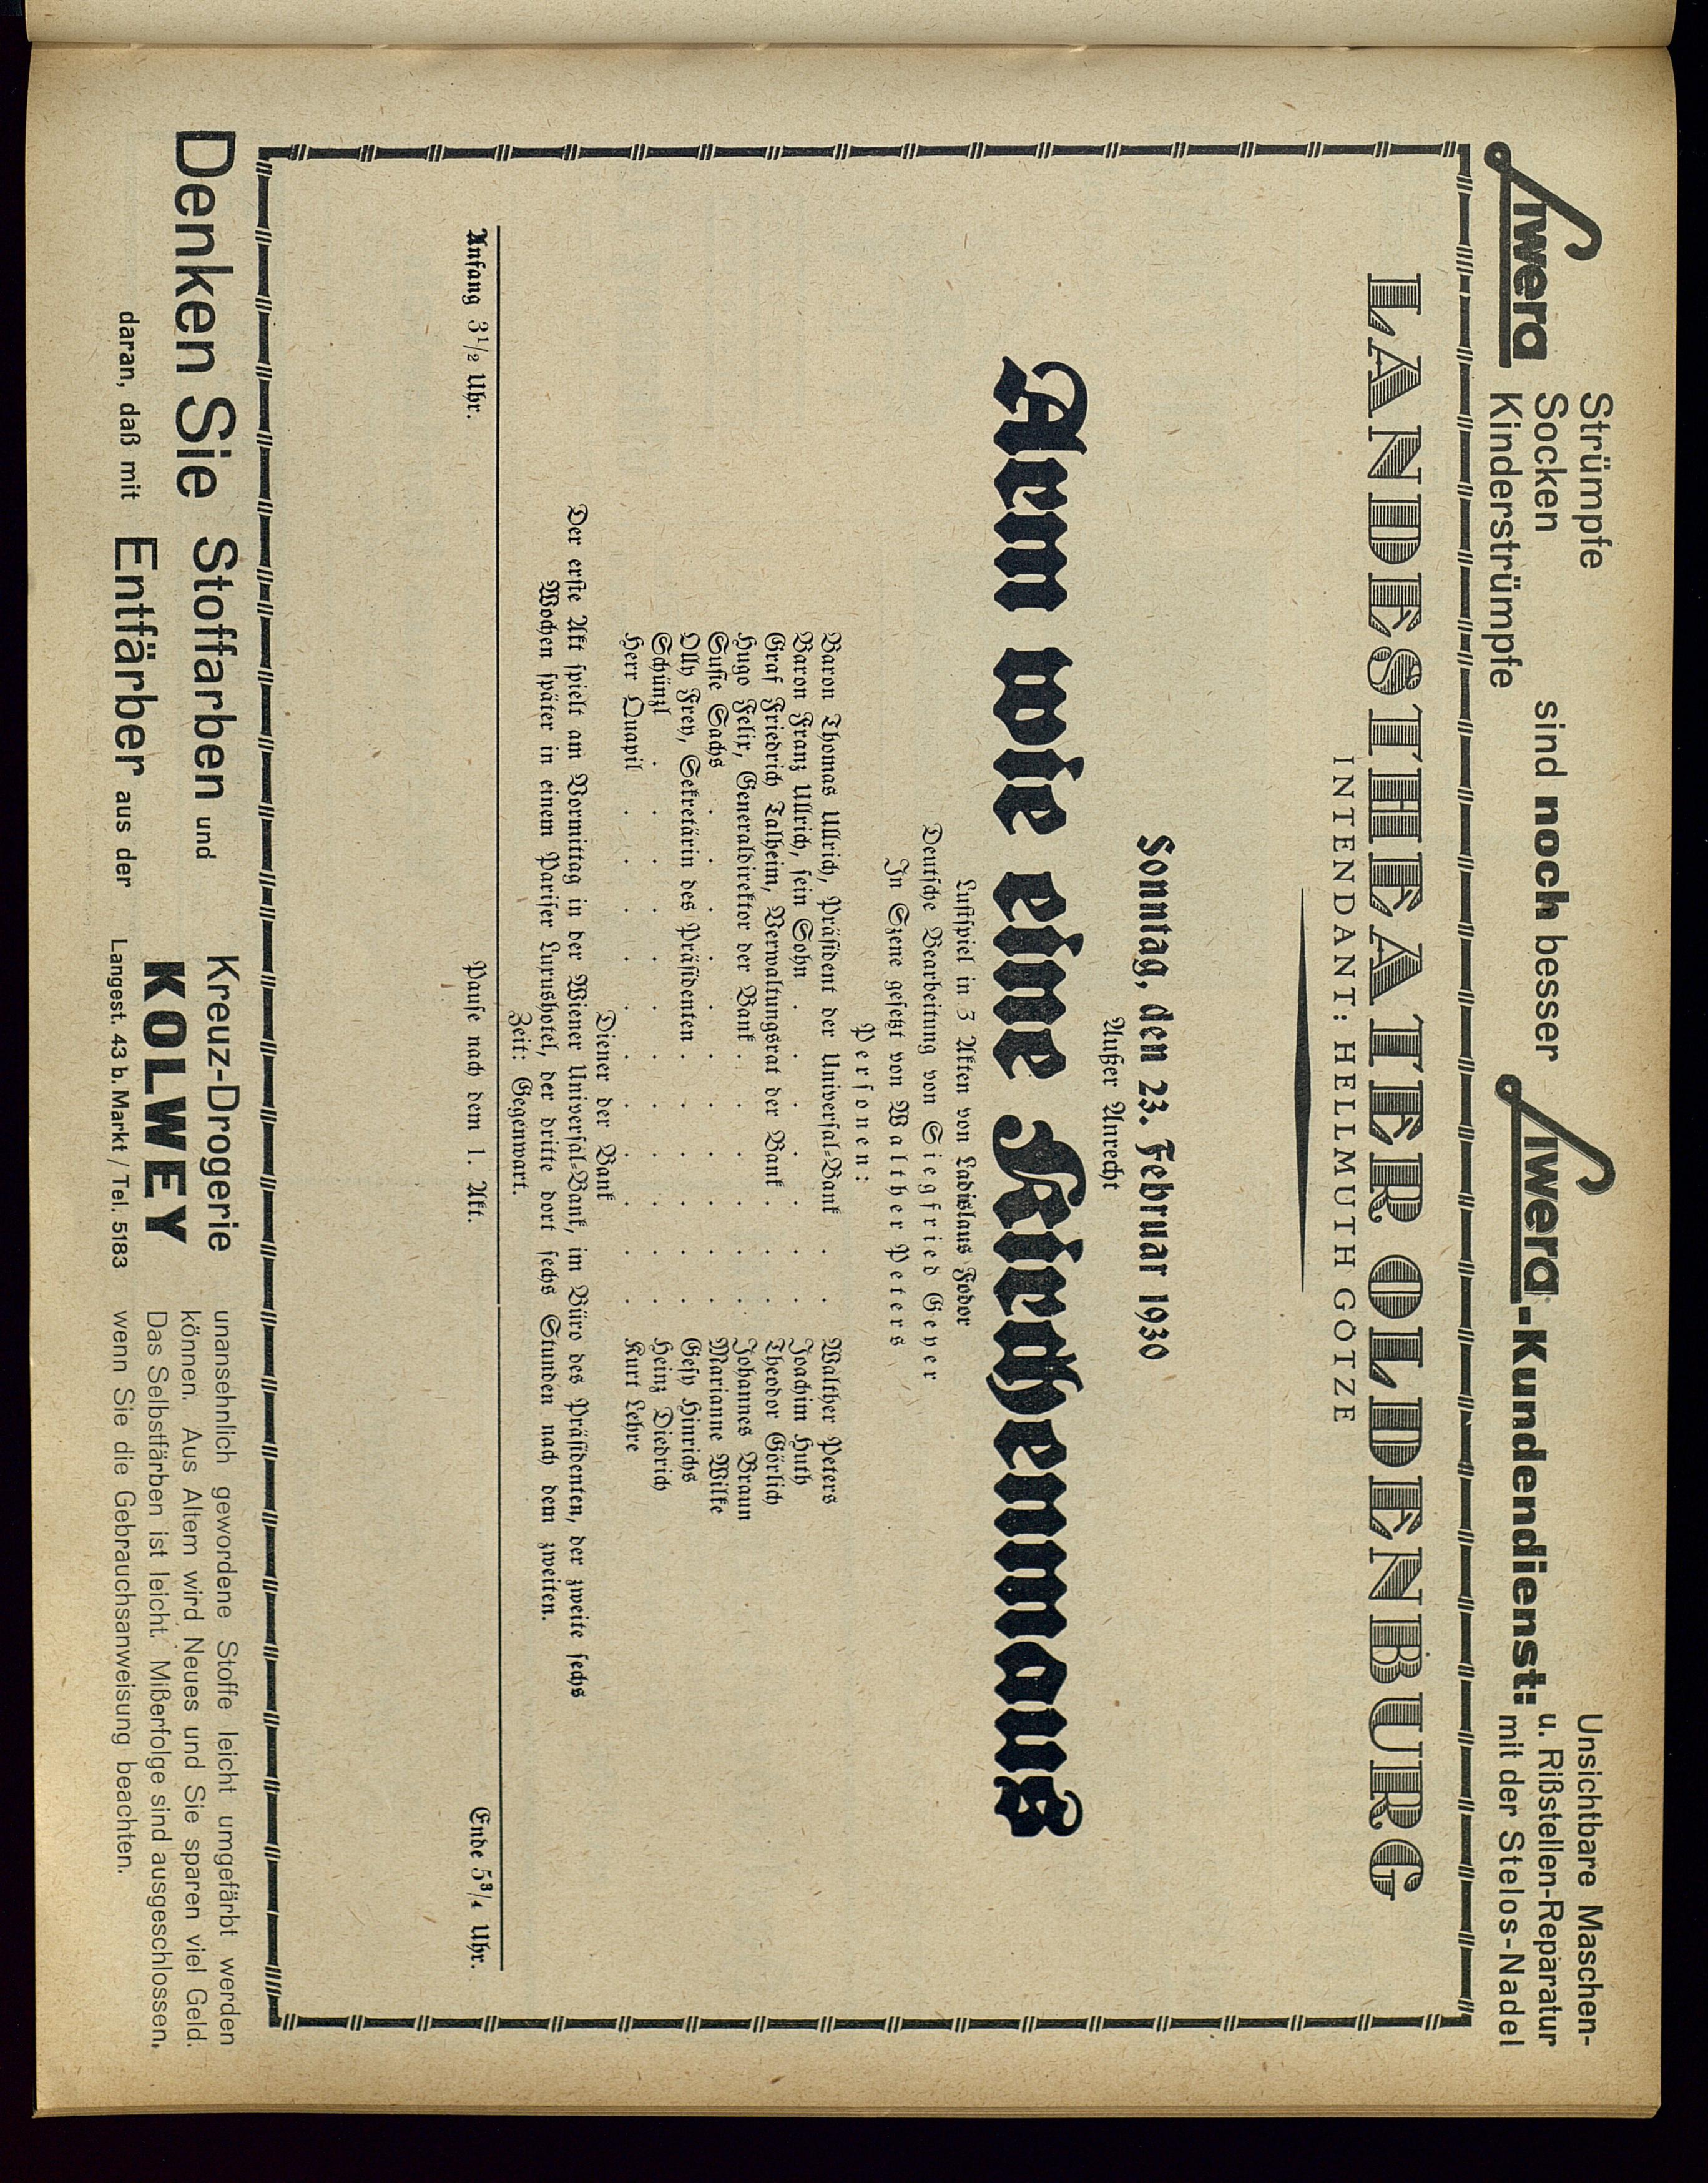 Siwera
Strümpfe
Socken
Kinderstrümpfe
sind noch besser
Siwera-Kundendienst:
Unsichtbare Maschen-
u. Rißstellen-Reparatur
mit der Stelos-Nadel
LANDESTHEATER OLDENBURG
INTENDANT: HELLMUTH GÖTZE
Sonntag, den 23. Februar 1930
Außer Anrecht
Arm wie eine Kirchenmaus
Lustspiel in 3 Akten von Ladislaus Fodor
Deutsche Bearbeitung von Siegfried Geyer
In Szene gesetzt von Walther Peters
Personen:
Baron Thomas Ullrich, Präsident der Universal-Bank . . Walther Peters
Baron Franz Ullrich, sein Sohn . . . . . . . Joachim Huth
Graf Friedrich Talheim, Verwaltungsrat der Bank . . . Theodor Görlich
Hugo Felix, Generaldirektor der Bank . . . . . . Johannes Braun
Susie Sachs . . . . . . . . . . . Marianne Wilke
Olly Frey, Sekretärin des Präsidenten . . . . . . Gesy Hinrichs
Schünzl . . . . . . . . . . . . Heinz Diedrich
Herr Quapil . . . . . . . . . . . Kurt Lehre
Diener der Bank
Der erste Akt spielt am Vormittag in der Wiener Universal-Bank, im Büro des Präsidenten, der zweite sechs
Wochen später in einem Pariser Luxushotel, der dritte dort sechs Stunden nach dem zweiten.
Zeit: Gegenwart.
Anfang 3 1/2 Uhr.
Pause nach dem 1. Akt.
Ende 5 3/4 Uhr.
Denken Sie Stoffarben und
daran, daß mit Entfärber aus der
Kreuz-Drogerie
KOLWEY
Langest. 43 b. Markt / Tel. 5183
unansehnlich gewordene Stoffe leicht umgefärbt werden
können. Aus Altem wird Neues und Sie sparen viel Geld.
Das Selbstfärben ist leicht. Mißerfolge sind ausgeschlossen,
wenn Sie die Gebrauchsanweisung beachten.